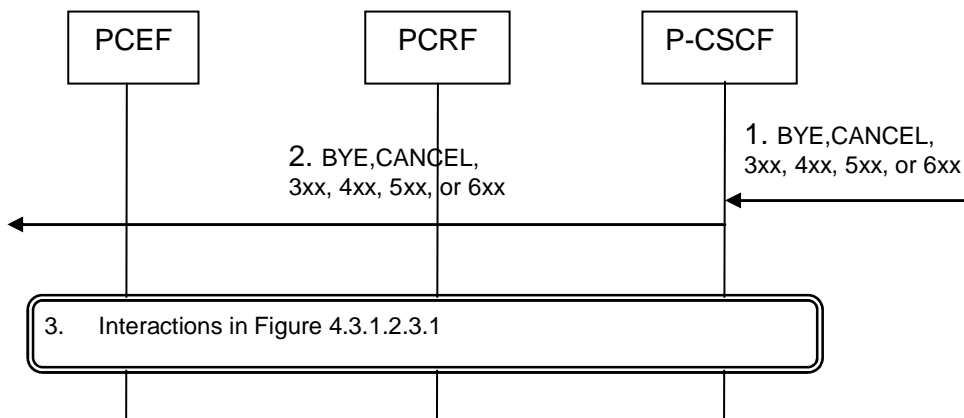 PCEF
PCRF
P-CSCF
1. BYE,CANCEL,
3xx, 4xx, 5xx, or 6xx
2. BYE,CANCEL,
3xx, 4xx, 5xx, or 6xx
3. Interactions in Figure 4.3.1.2.3.1